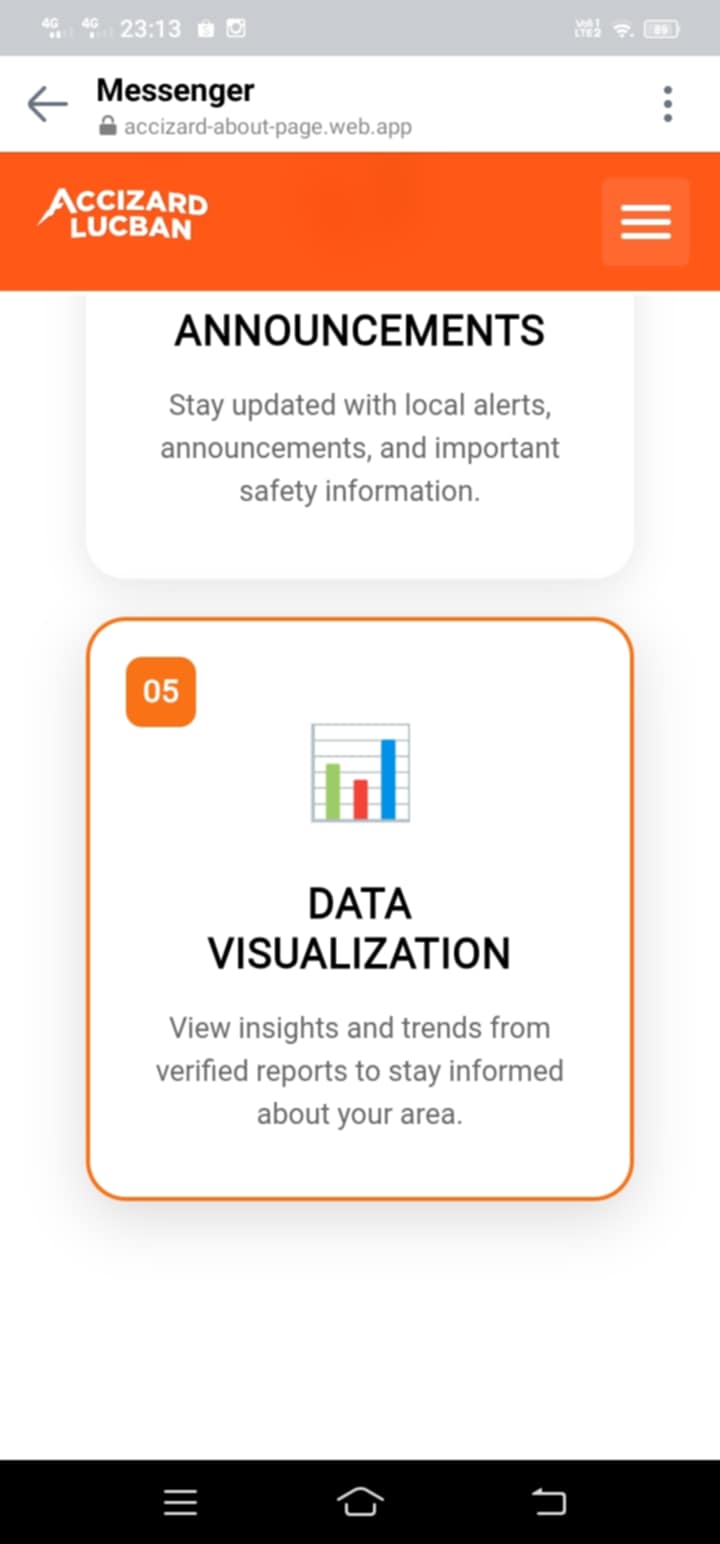 4G 4G 23:13
VoI 1 LTE2 89
Messenger
accizard-about-page.web.app
ACCIZARD
LUCBAN
ANNOUNCEMENTS
Stay updated with local alerts,
announcements, and important
safety information.
05
DATA
VISUALIZATION
View insights and trends from
verified reports to stay informed
about your area.